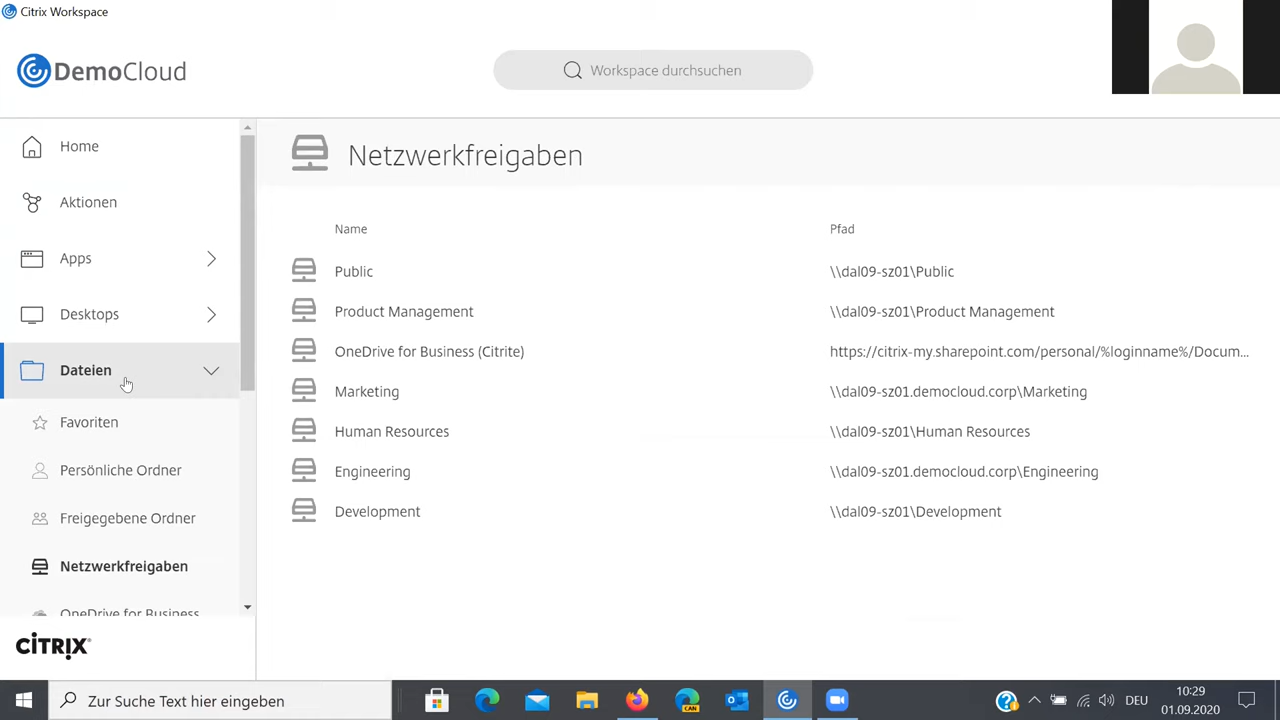 Citrix Workspace
DemoCloud
Workspace durchsuchen
Home
Aktionen
Apps
Desktops
Dateien
Favoriten
Persönliche Ordner
Freigegebene Ordner
Netzwerkfreigaben
OneDrive for Business
CITRIX
Netzwerkfreigaben
Name Pfad
Public \\dal09-sz01\Public
Product Management \\dal09-sz01\Product Management
OneDrive for Business (Citrite) https://citrix-my.sharepoint.com/personal/%loginname%/Docum...
Marketing \\dal09-sz01.democloud.corp\Marketing
Human Resources \\dal09-sz01\Human Resources
Engineering \\dal09-sz01.democloud.corp\Engineering
Development \\dal09-sz01\Development
Zur Suche Text hier eingeben
CAN
DEU
10:29
01.09.2020